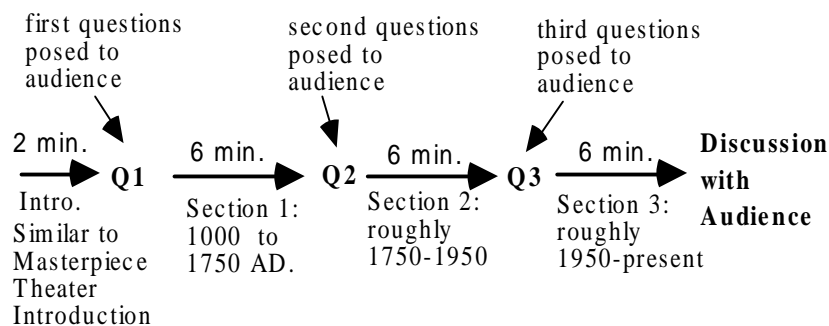 first questions
posed to
audience
second questions
posed to
audience
third questions
posed to
audience
2 min.
Q1
6 min.
Q2
6 min.
Q3
6 min.
Discussion
with
Audience
Intro.
Similar to
Masterpiece
Theater
Introduction
Section 1:
1000 to
1750 AD.
Section 2:
roughly
1750-1950
Section 3:
roughly
1950-present